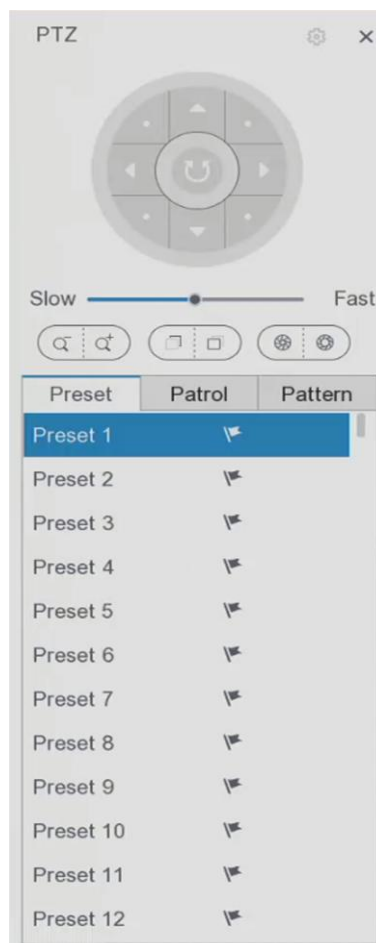 PTZ
Slow Fast
Preset Patrol Pattern
Preset 1
Preset 2
Preset 3
Preset 4
Preset 5
Preset 6
Preset 7
Preset 8
Preset 9
Preset 10
Preset 11
Preset 12